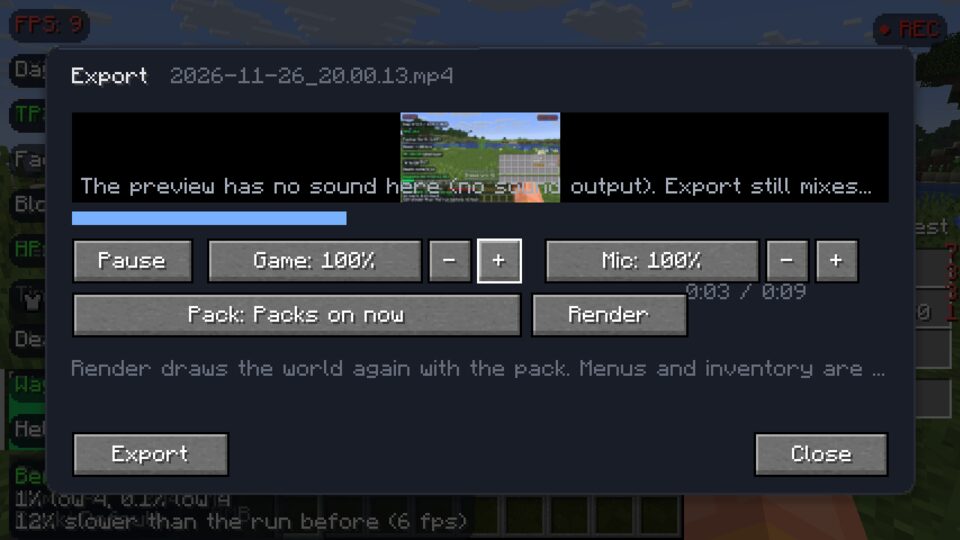 FPS: 9
● REC
Export 2026-11-26_20.00.13.mp4
The preview has no sound here (no sound output). Export still mixes...
Pause
Game: 100%
-
+
Mic: 100%
-
+
0:03 / 0:09
Pack: Packs on now
Render
Render draws the world again with the pack. Menus and inventory are ...
Export
Close
1% low 4, 0.1% low 4
12% slower than the run before (6 fps)